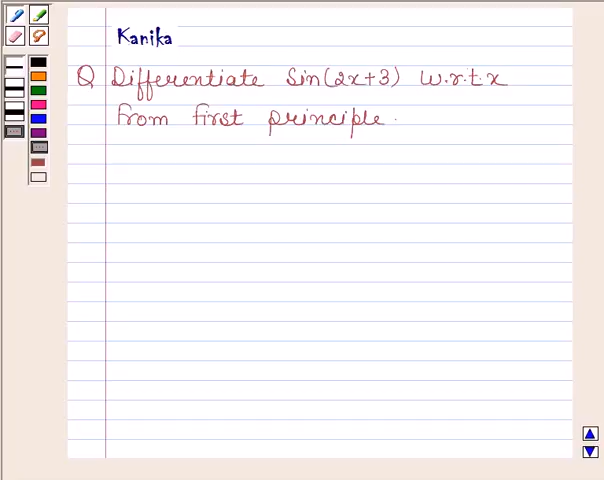 Kanika
Q Differentiate Sin(2x+3) w.r.t.x
from first principle.